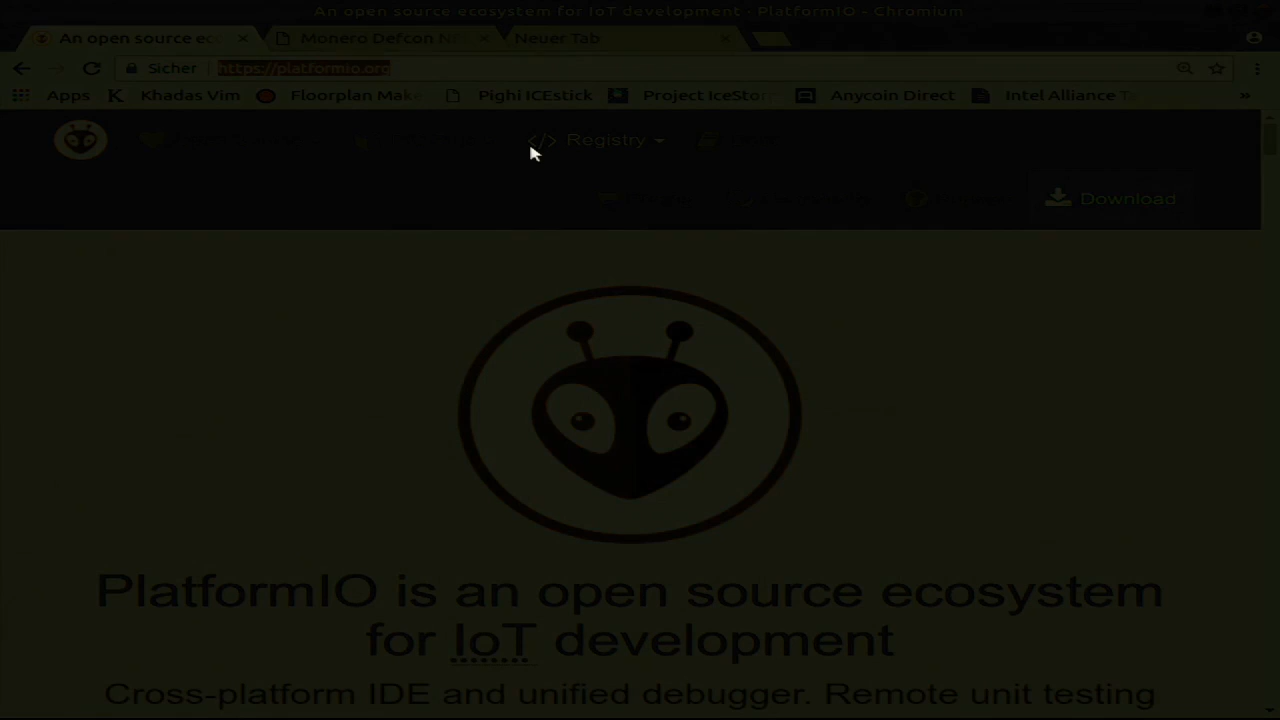 An open source ecosystem for IoT development · PlatformIO - Chromium
An open source ec
Monero Defcon N
Neuer Tab
Sicher
https://platformio.org
Apps
Khadas Vim
Floorplan Make
Pighi ICEstick
Project IceStor
Anycoin Direct
Intel Alliance T
</> Registry
Download
PlatformIO is an open source ecosystem
for IoT development
Cross-platform IDE and unified debugger. Remote unit testing